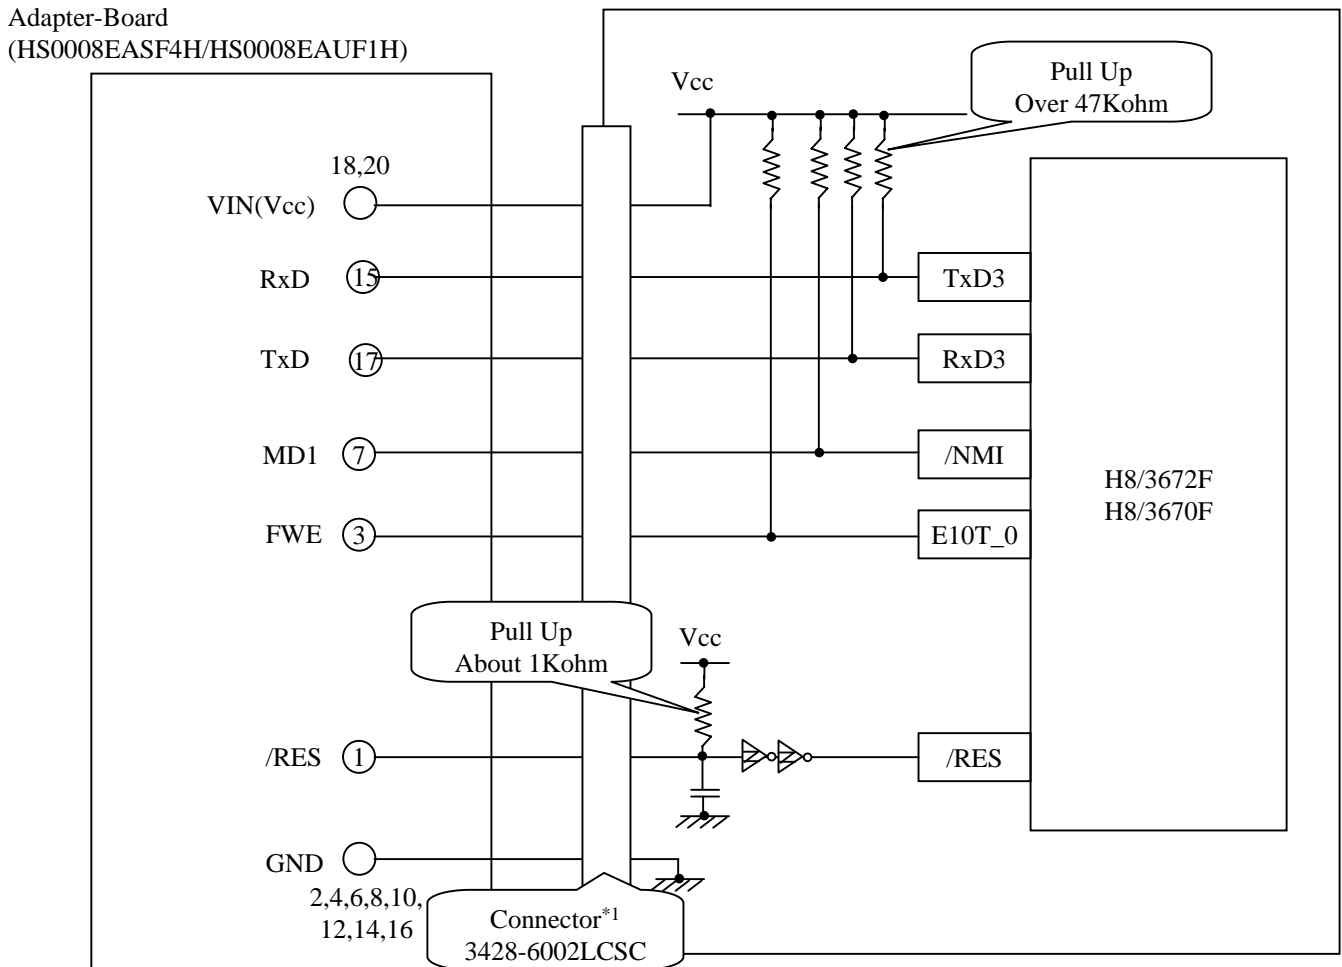 Adapter-Board
(HS0008EASF4H/HS0008EAUF1H)
Vcc
Pull Up
Over 47Kohm
18,20
VIN(Vcc)
RxD 15 TxD3
TxD 17 RxD3
MD1 7 /NMI
H8/3672F
H8/3670F
FWE 3 E10T_0
Pull Up
About 1Kohm
Vcc
/RES 1 /RES
GND
2,4,6,8,10,
12,14,16
Connector*1
3428-6002LCSC